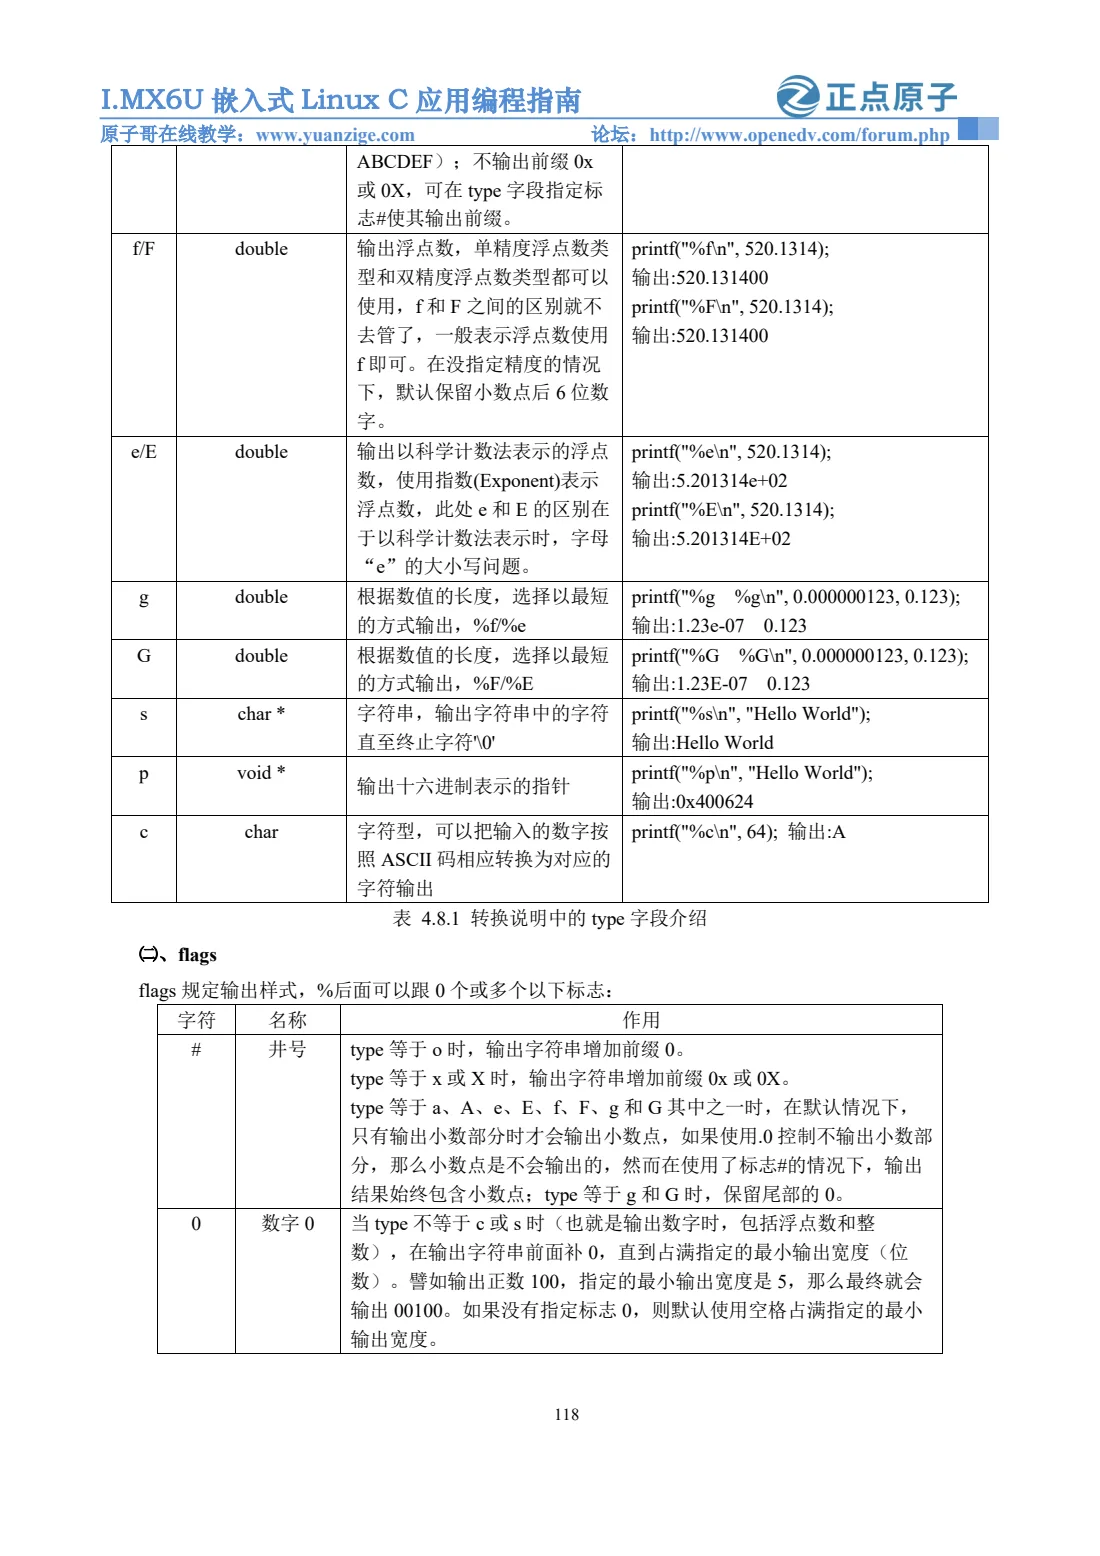 I.MX6U 嵌入式 Linux C 应用编程指南
正点原子
原子哥在线教学：www.yuanzige.com 论坛：http://www.openedv.com/forum.php
ABCDEF）；不输出前缀 0x
或 0X，可在 type 字段指定标
志#使其输出前缀。
f/F double 输出浮点数，单精度浮点数类 printf("%f\n", 520.1314);
型和双精度浮点数类型都可以 输出:520.131400
使用，f 和 F 之间的区别就不 printf("%F\n", 520.1314);
去管了，一般表示浮点数使用 输出:520.131400
f 即可。在没指定精度的情况
下，默认保留小数点后 6 位数
字。
e/E double 输出以科学计数法表示的浮点 printf("%e\n", 520.1314);
数，使用指数(Exponent)表示 输出:5.201314e+02
浮点数，此处 e 和 E 的区别在 printf("%E\n", 520.1314);
于以科学计数法表示时，字母 输出:5.201314E+02
“e”的大小写问题。
g double 根据数值的长度，选择以最短 printf("%g %g\n", 0.000000123, 0.123);
的方式输出，%f/%e 输出:1.23e-07 0.123
G double 根据数值的长度，选择以最短 printf("%G %G\n", 0.000000123, 0.123);
的方式输出，%F/%E 输出:1.23E-07 0.123
s char * 字符串，输出字符串中的字符 printf("%s\n", "Hello World");
直至终止字符'\0' 输出:Hello World
p void * 输出十六进制表示的指针 printf("%p\n", "Hello World");
输出:0x400624
c char 字符型，可以把输入的数字按 printf("%c\n", 64); 输出:A
照 ASCII 码相应转换为对应的
字符输出
表 4.8.1 转换说明中的 type 字段介绍
㈡、flags
flags 规定输出样式，%后面可以跟 0 个或多个以下标志：
字符 名称 作用
# 井号 type 等于 o 时，输出字符串增加前缀 0。
type 等于 x 或 X 时，输出字符串增加前缀 0x 或 0X。
type 等于 a、A、e、E、f、F、g 和 G 其中之一时，在默认情况下，
只有输出小数部分时才会输出小数点，如果使用.0 控制不输出小数部
分，那么小数点是不会输出的，然而在使用了标志#的情况下，输出
结果始终包含小数点；type 等于 g 和 G 时，保留尾部的 0。
0 数字 0 当 type 不等于 c 或 s 时（也就是输出数字时，包括浮点数和整
数），在输出字符串前面补 0，直到占满指定的最小输出宽度（位
数）。譬如输出正数 100，指定的最小输出宽度是 5，那么最终就会
输出 00100。如果没有指定标志 0，则默认使用空格占满指定的最小
输出宽度。
118